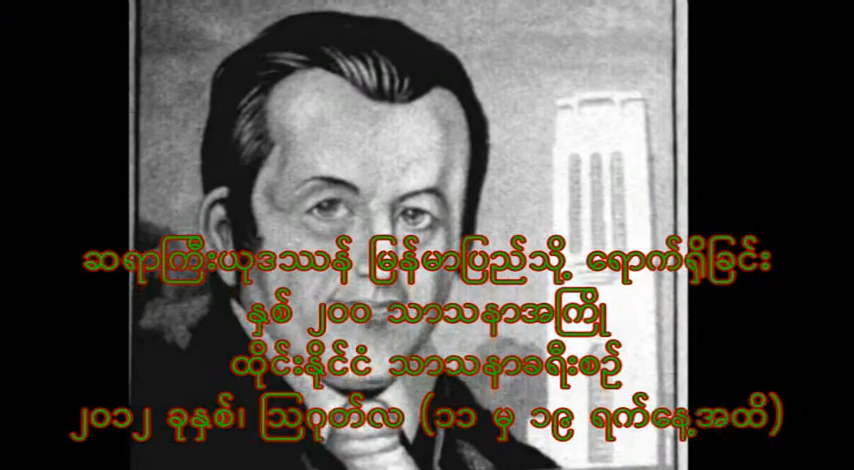 ဆရာကြီးယုဒဿန် မြန်မာပြည်သို့ ရောက်ရှိခြင်း
နှစ် ၂၀၀ သာသနာအကြို
ထိုင်းနိုင်ငံ သာသနာခရီးစဉ်
၂၀၁၂ ခုနှစ်၊ ဩဂုတ်လ (၁၁ မှ ၁၉ ရက်နေ့အထိ)